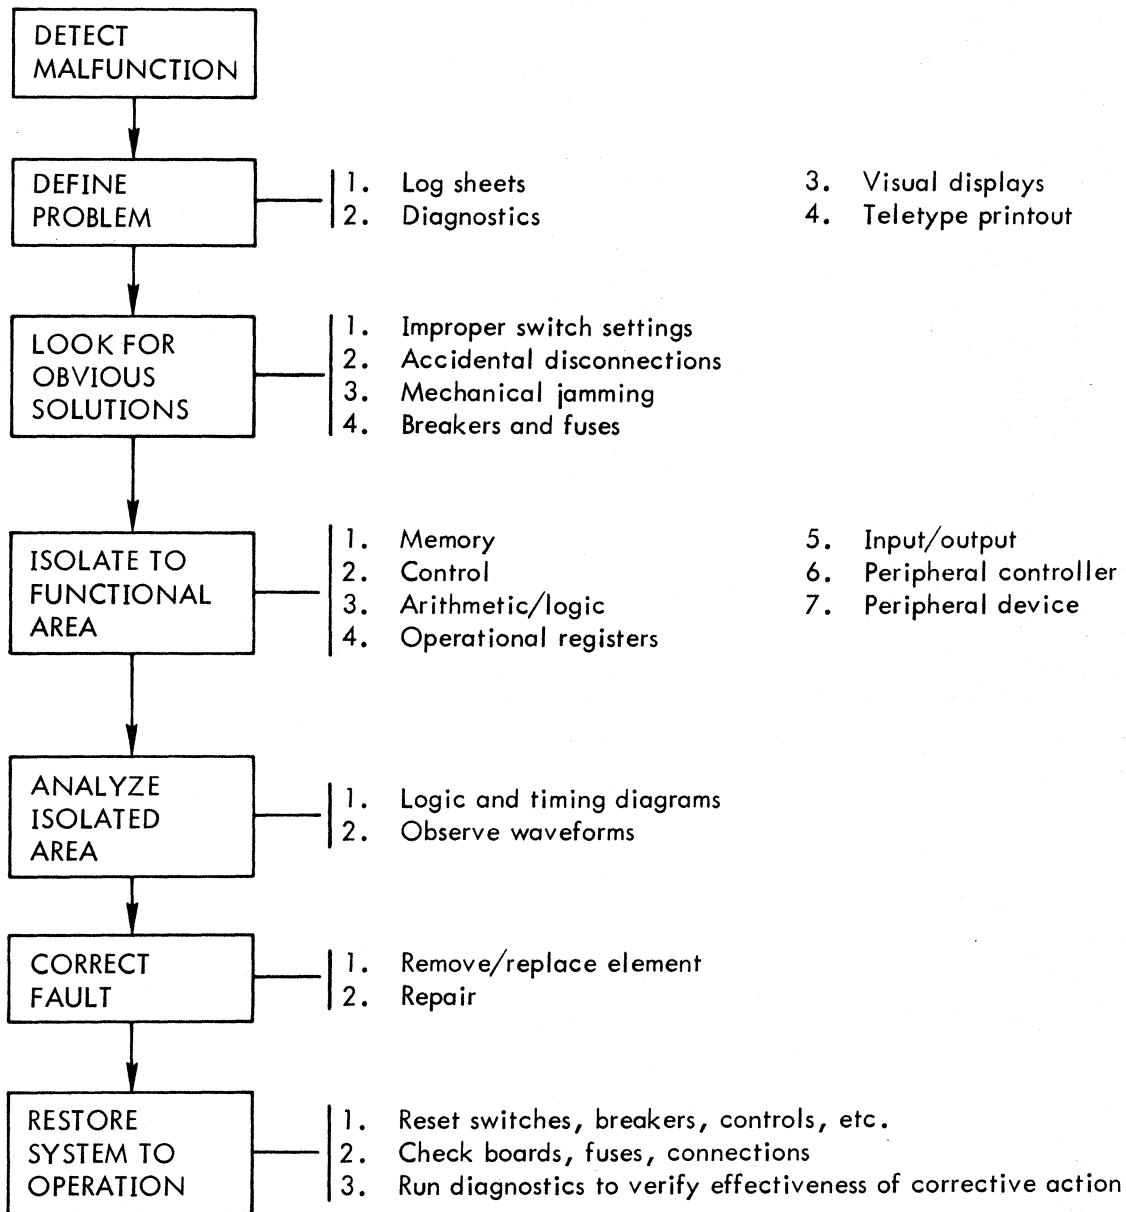 DETECT
MALFUNCTION
DEFINE
PROBLEM
1. Log sheets
2. Diagnostics
3. Visual displays
4. Teletype printout
LOOK FOR
OBVIOUS
SOLUTIONS
1. Improper switch settings
2. Accidental disconnections
3. Mechanical jamming
4. Breakers and fuses
ISOLATE TO
FUNCTIONAL
AREA
1. Memory
2. Control
3. Arithmetic/logic
4. Operational registers
5. Input/output
6. Peripheral controller
7. Peripheral device
ANALYZE
ISOLATED
AREA
1. Logic and timing diagrams
2. Observe waveforms
CORRECT
FAULT
1. Remove/replace element
2. Repair
RESTORE
SYSTEM TO
OPERATION
1. Reset switches, breakers, controls, etc.
2. Check boards, fuses, connections
3. Run diagnostics to verify effectiveness of corrective action